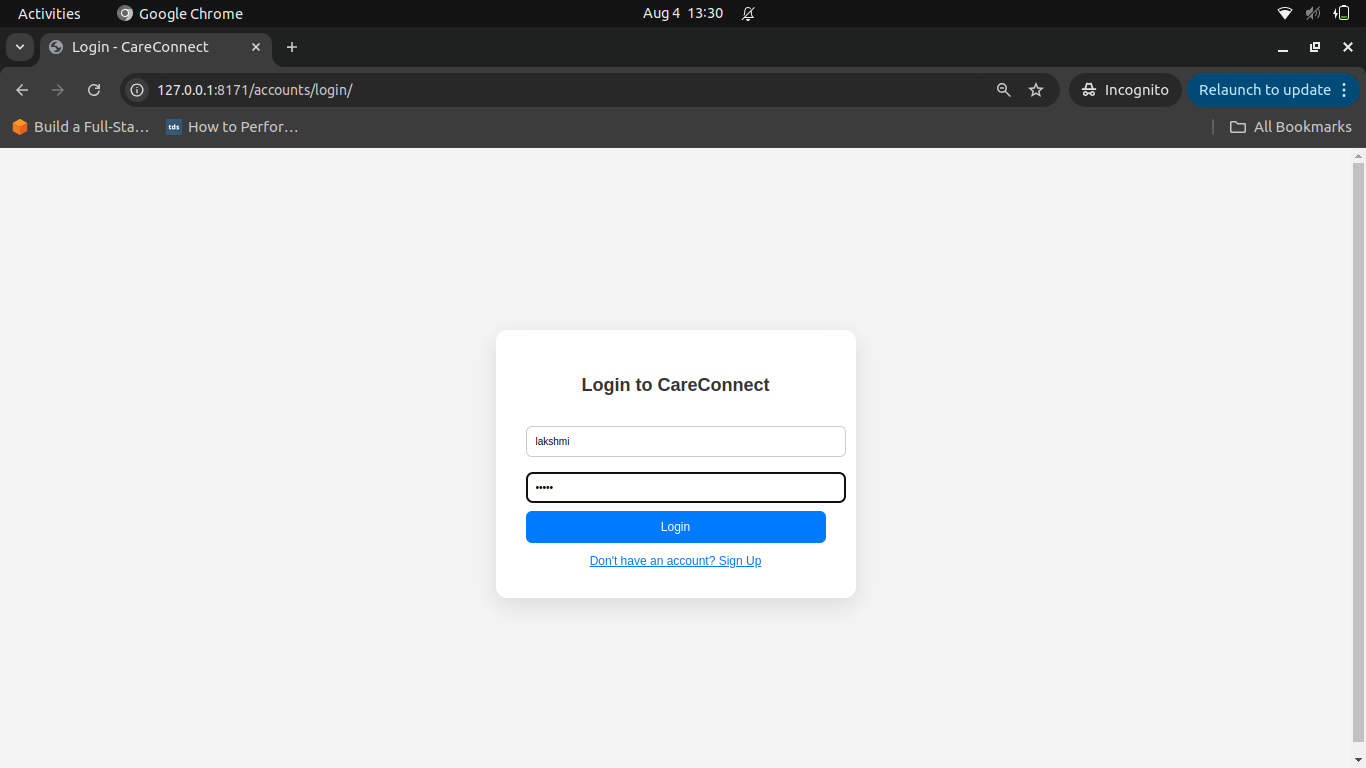 Activities
Google Chrome
Aug 4 13:30
Login - CareConnect
127.0.0.1:8171/accounts/login/
Incognito
Relaunch to update
Build a Full-Sta...
tds
How to Perfor...
All Bookmarks
Login to CareConnect
lakshmi
•••••
Login
Don't have an account? Sign Up